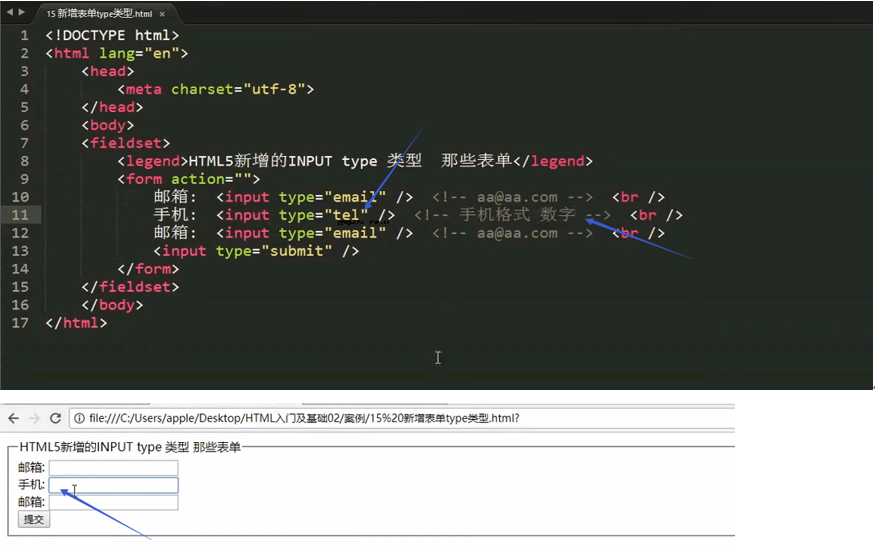 15 新增表单type类型.html ×
1 <!DOCTYPE html>
2 <html lang="en">
3 <head>
4 <meta charset="utf-8">
5 </head>
6 <body>
7 <fieldset>
8 <legend>HTML5新增的INPUT type 类型 那些表单</legend>
9 <form action="">
10 邮箱: <input type="email" /> <!-- aa@aa.com --> <br />
11 手机: <input type="tel" /> <!-- 手机格式 数字 --> <br />
12 邮箱: <input type="email" /> <!-- aa@aa.com --> <br />
13 <input type="submit" />
14 </form>
15 </fieldset>
16 </body>
17 </html>
file:///C:/Users/apple/Desktop/HTML入门及基础02/案例/15%20新增表单type类型.html?
HTML5新增的INPUT type 类型 那些表单
邮箱:
手机:
邮箱:
提交